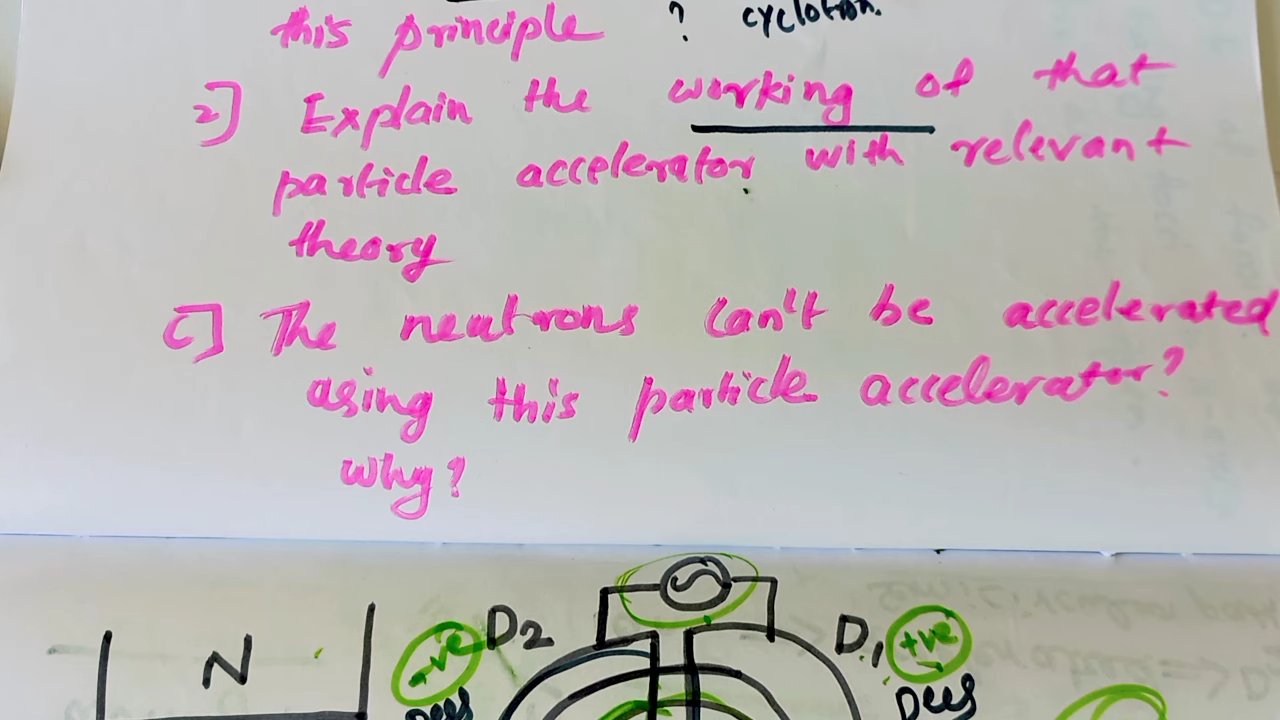 this principle ? cyclotron.
2] Explain the working of that
particle accelerator with relevant
theory
C] The neutrons can't be accelerated
using this particle accelerator?
why?
N
D2
D1
+ve
Dees